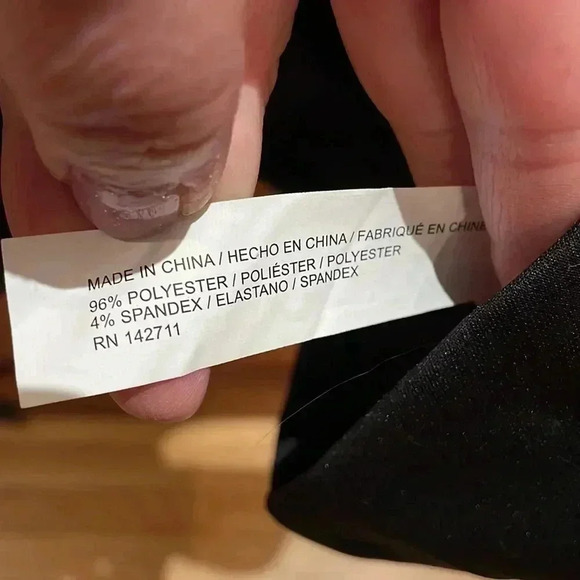 MADE IN CHINA / HECHO EN CHINA / FABRIQUÉ EN CHINE
96% POLYESTER / POLIÉSTER / POLYESTER
4% SPANDEX / ELASTANO / SPANDEX
RN 142711